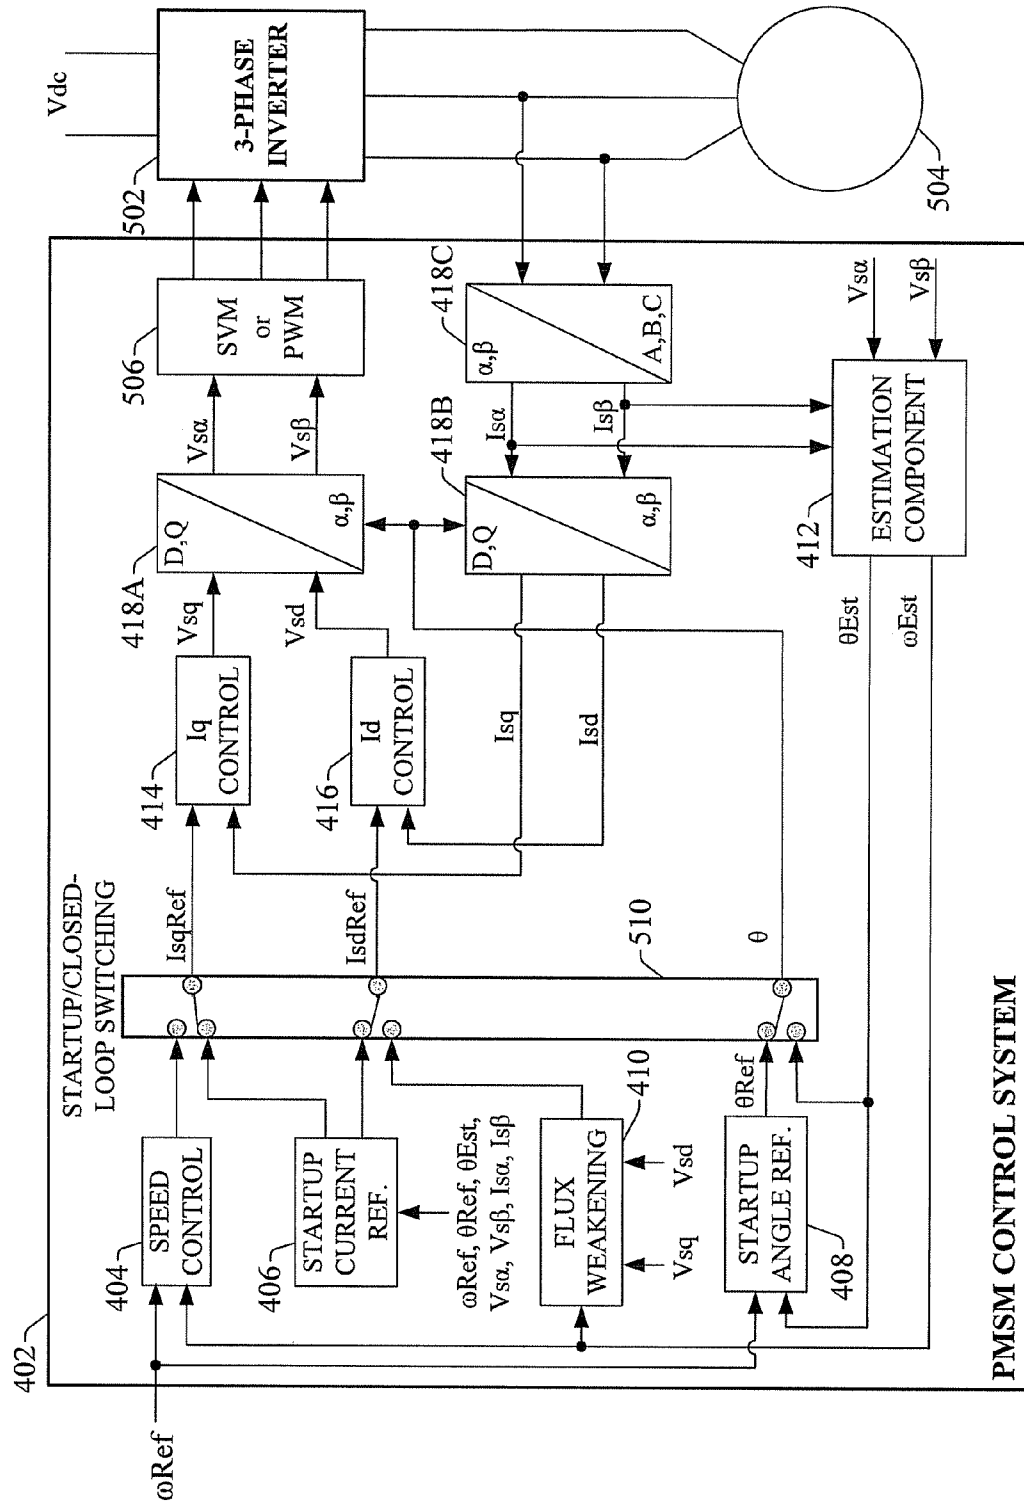 402
ωRef
STARTUP/CLOSED-
LOOP SWITCHING
404
SPEED
CONTROL
406
STARTUP
CURRENT
REF.
ωRef, θRef, θEst,
Vsα, Vsβ, Isα, Isβ
FLUX
WEAKENING
410
Vsq
Vsd
STARTUP
ANGLE REF.
408
θRef
510
IsqRef
IsdRef
θ
414
Iq
CONTROL
416
Id
CONTROL
Vsq
Vsd
Isq
Isd
418A
D,Q
α,β
Vsα
Vsβ
506
SVM
or
PWM
502
3-PHASE
INVERTER
Vdc
504
418B
D,Q
α,β
Isα
Isβ
418C
α,β
A,B,C
412
ESTIMATION
COMPONENT
Vsα
Vsβ
θEst
ωEst
PMSM CONTROL SYSTEM